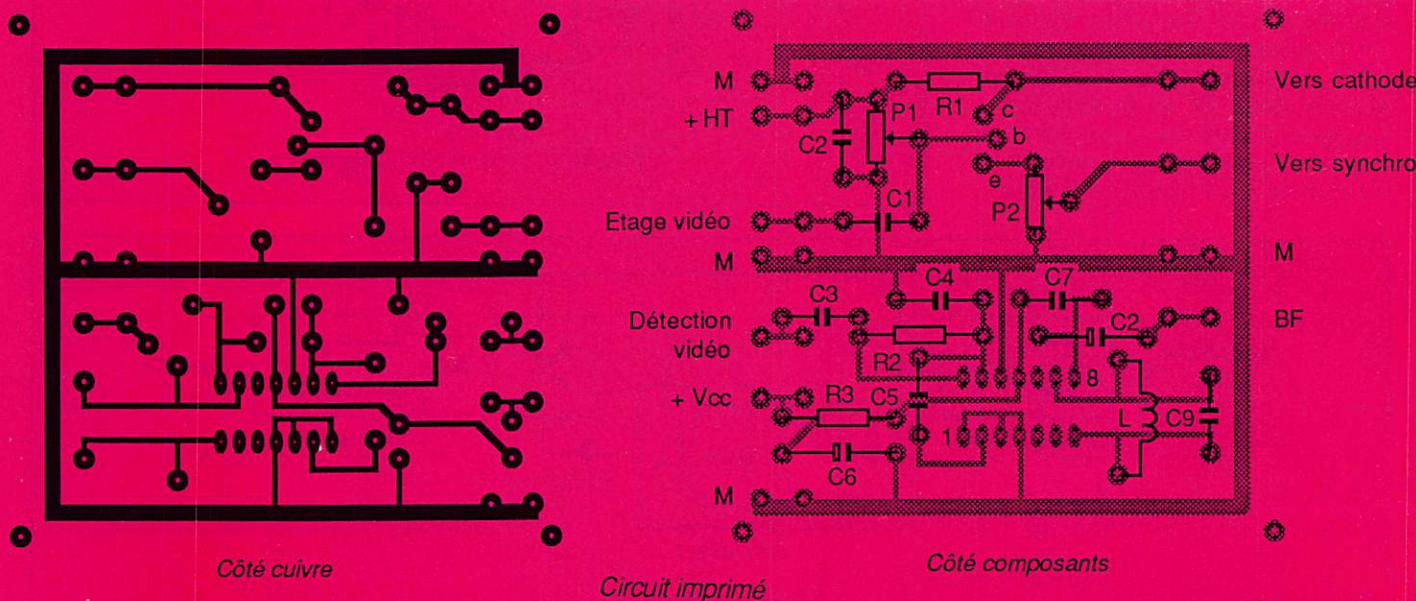 M
R1
Vers cathode
+ HT
P1
c
C2
b
e
Vers synchro
Etage vidéo
C1
P2
M
M
C4
C7
Détection
vidéo
C3
C2
BF
R2
8
+ Vcc
R3
C5
1
L
C9
C6
M
Côté cuivre
Côté composants
Circuit imprimé